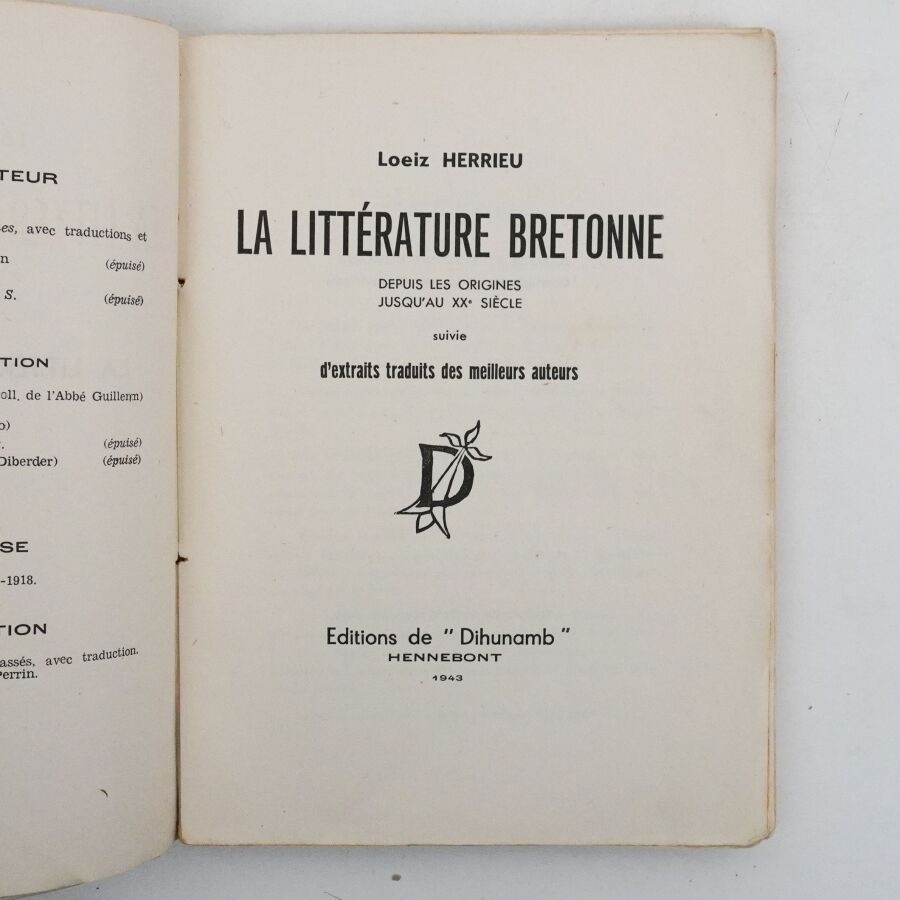 TEUR
es, avec traductions et
n (épuisé)
S. (épuisé)
TION
oll. de l'Abbé Guillerm)
o)
. (épuisé)
Diberder) (épuisé)
SE
-1918.
TION
assés, avec traduction.
Perrin.
Loeiz HERRIEU
LA LITTÉRATURE BRETONNE
DEPUIS LES ORIGINES
JUSQU'AU XXe SIÈCLE
suivie
d'extraits traduits des meilleurs auteurs
D
Editions de "Dihunamb"
HENNEBONT
1943